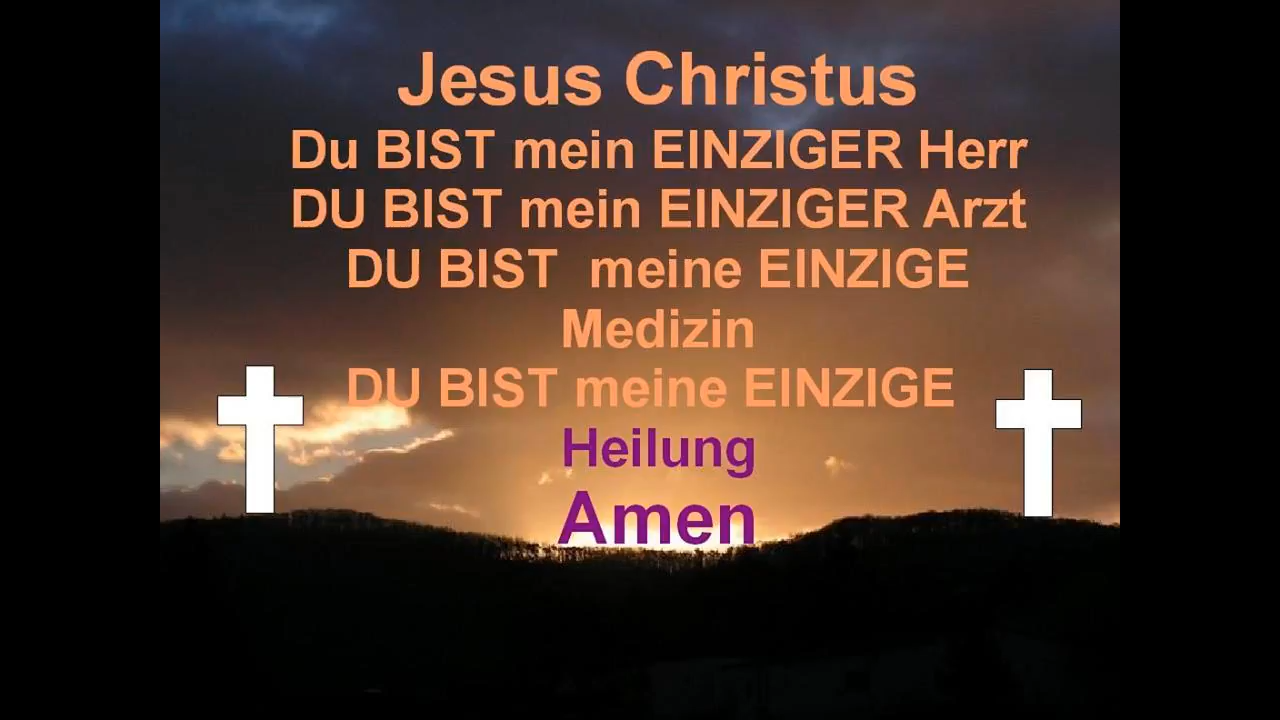 Jesus Christus
Du BIST mein EINZIGER Herr
DU BIST mein EINZIGER Arzt
DU BIST  meine EINZIGE
Medizin
DU BIST meine EINZIGE
Heilung
Amen